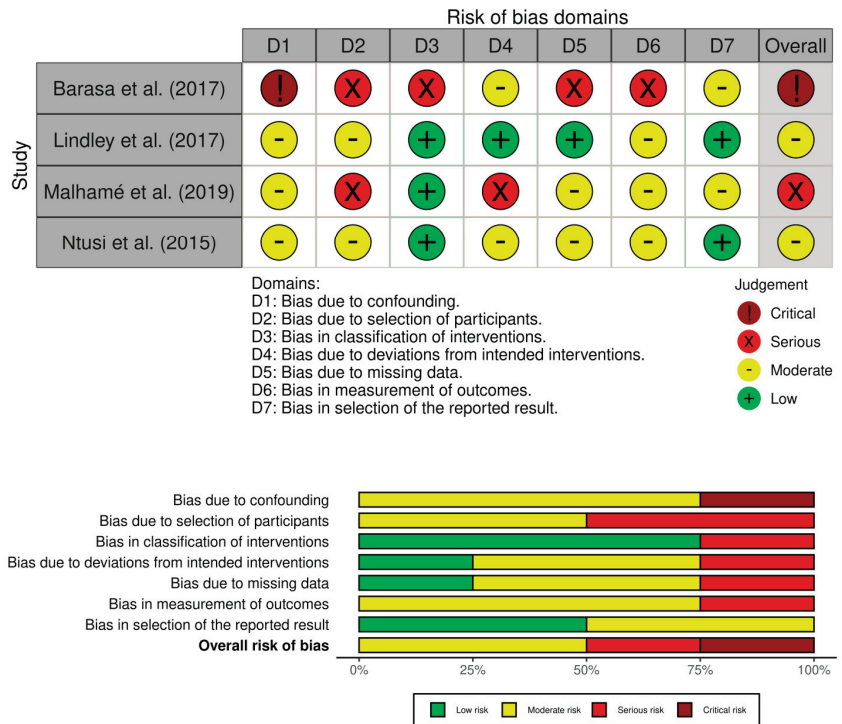 Risk of bias domains
D1 D2 D3 D4 D5 D6 D7 Overall
Study
Barasa et al. (2017) ! X X - X X - !
Lindley et al. (2017) - - + + + - + -
Malhamé et al. (2019) - X + X - - - X
Ntusi et al. (2015) - - + - - - + -
Domains:
D1: Bias due to confounding.
D2: Bias due to selection of participants.
D3: Bias in classification of interventions.
D4: Bias due to deviations from intended interventions.
D5: Bias due to missing data.
D6: Bias in measurement of outcomes.
D7: Bias in selection of the reported result.
Judgement
! Critical
X Serious
- Moderate
+ Low
Bias due to confounding
Bias due to selection of participants
Bias in classification of interventions
Bias due to deviations from intended interventions
Bias due to missing data
Bias in measurement of outcomes
Bias in selection of the reported result
Overall risk of bias
0% 25% 50% 75% 100%
Low risk Moderate risk Serious risk Critical risk